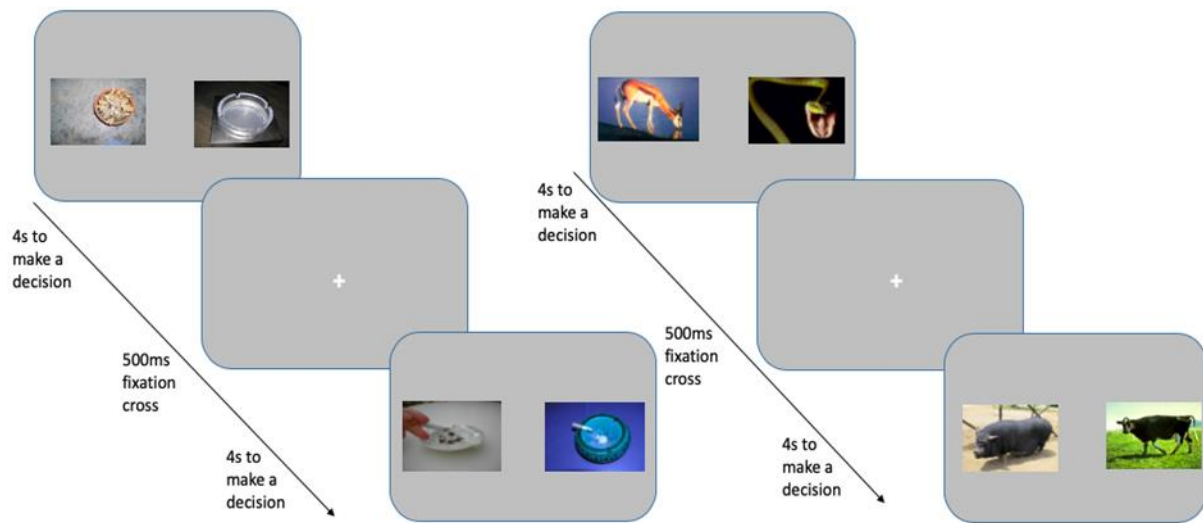 4s to
make a
decision
500ms
fixation
cross
4s to
make a
decision
4s to
make a
decision
500ms
fixation
cross
4s to
make a
decision